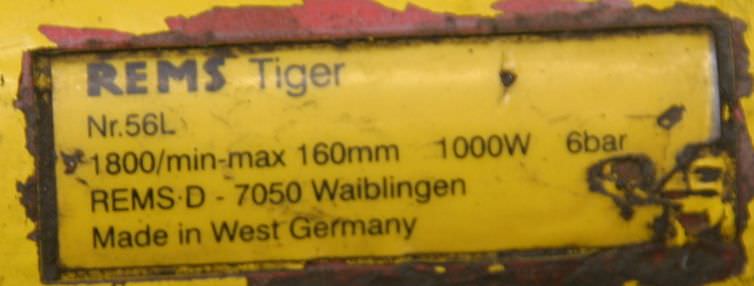 REMS Tiger
Nr.56L
1800/min-max 160mm 1000W 6bar
REMS·D - 7050 Waiblingen
Made in West Germany